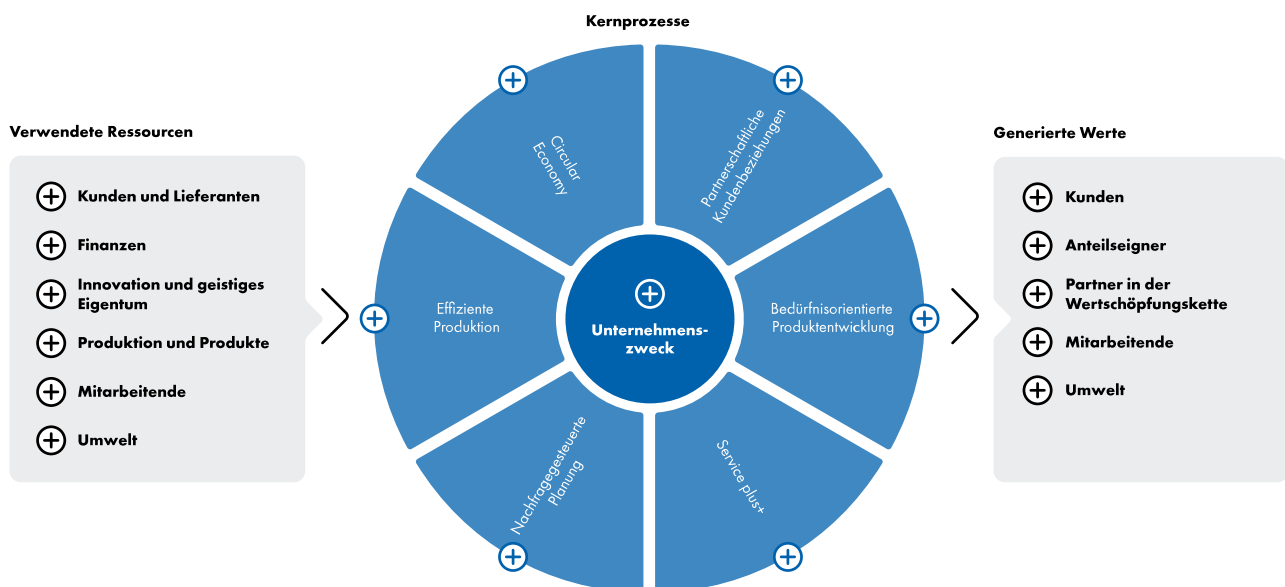 Kernprozesse
Verwendete Ressourcen
Kunden und Lieferanten
Finanzen
Innovation und geistiges
Eigentum
Produktion und Produkte
Mitarbeitende
Umwelt
Circular
Economy
Partnerschaftliche
Kundenbeziehungen
Effiziente
Produktion
Unternehmens-
zweck
Bedürfnisorientierte
Produktentwicklung
Nachfragegesteuerte
Planung
Service plus+
Generierte Werte
Kunden
Anteilseigner
Partner in der
Wertschöpfungskette
Mitarbeitende
Umwelt